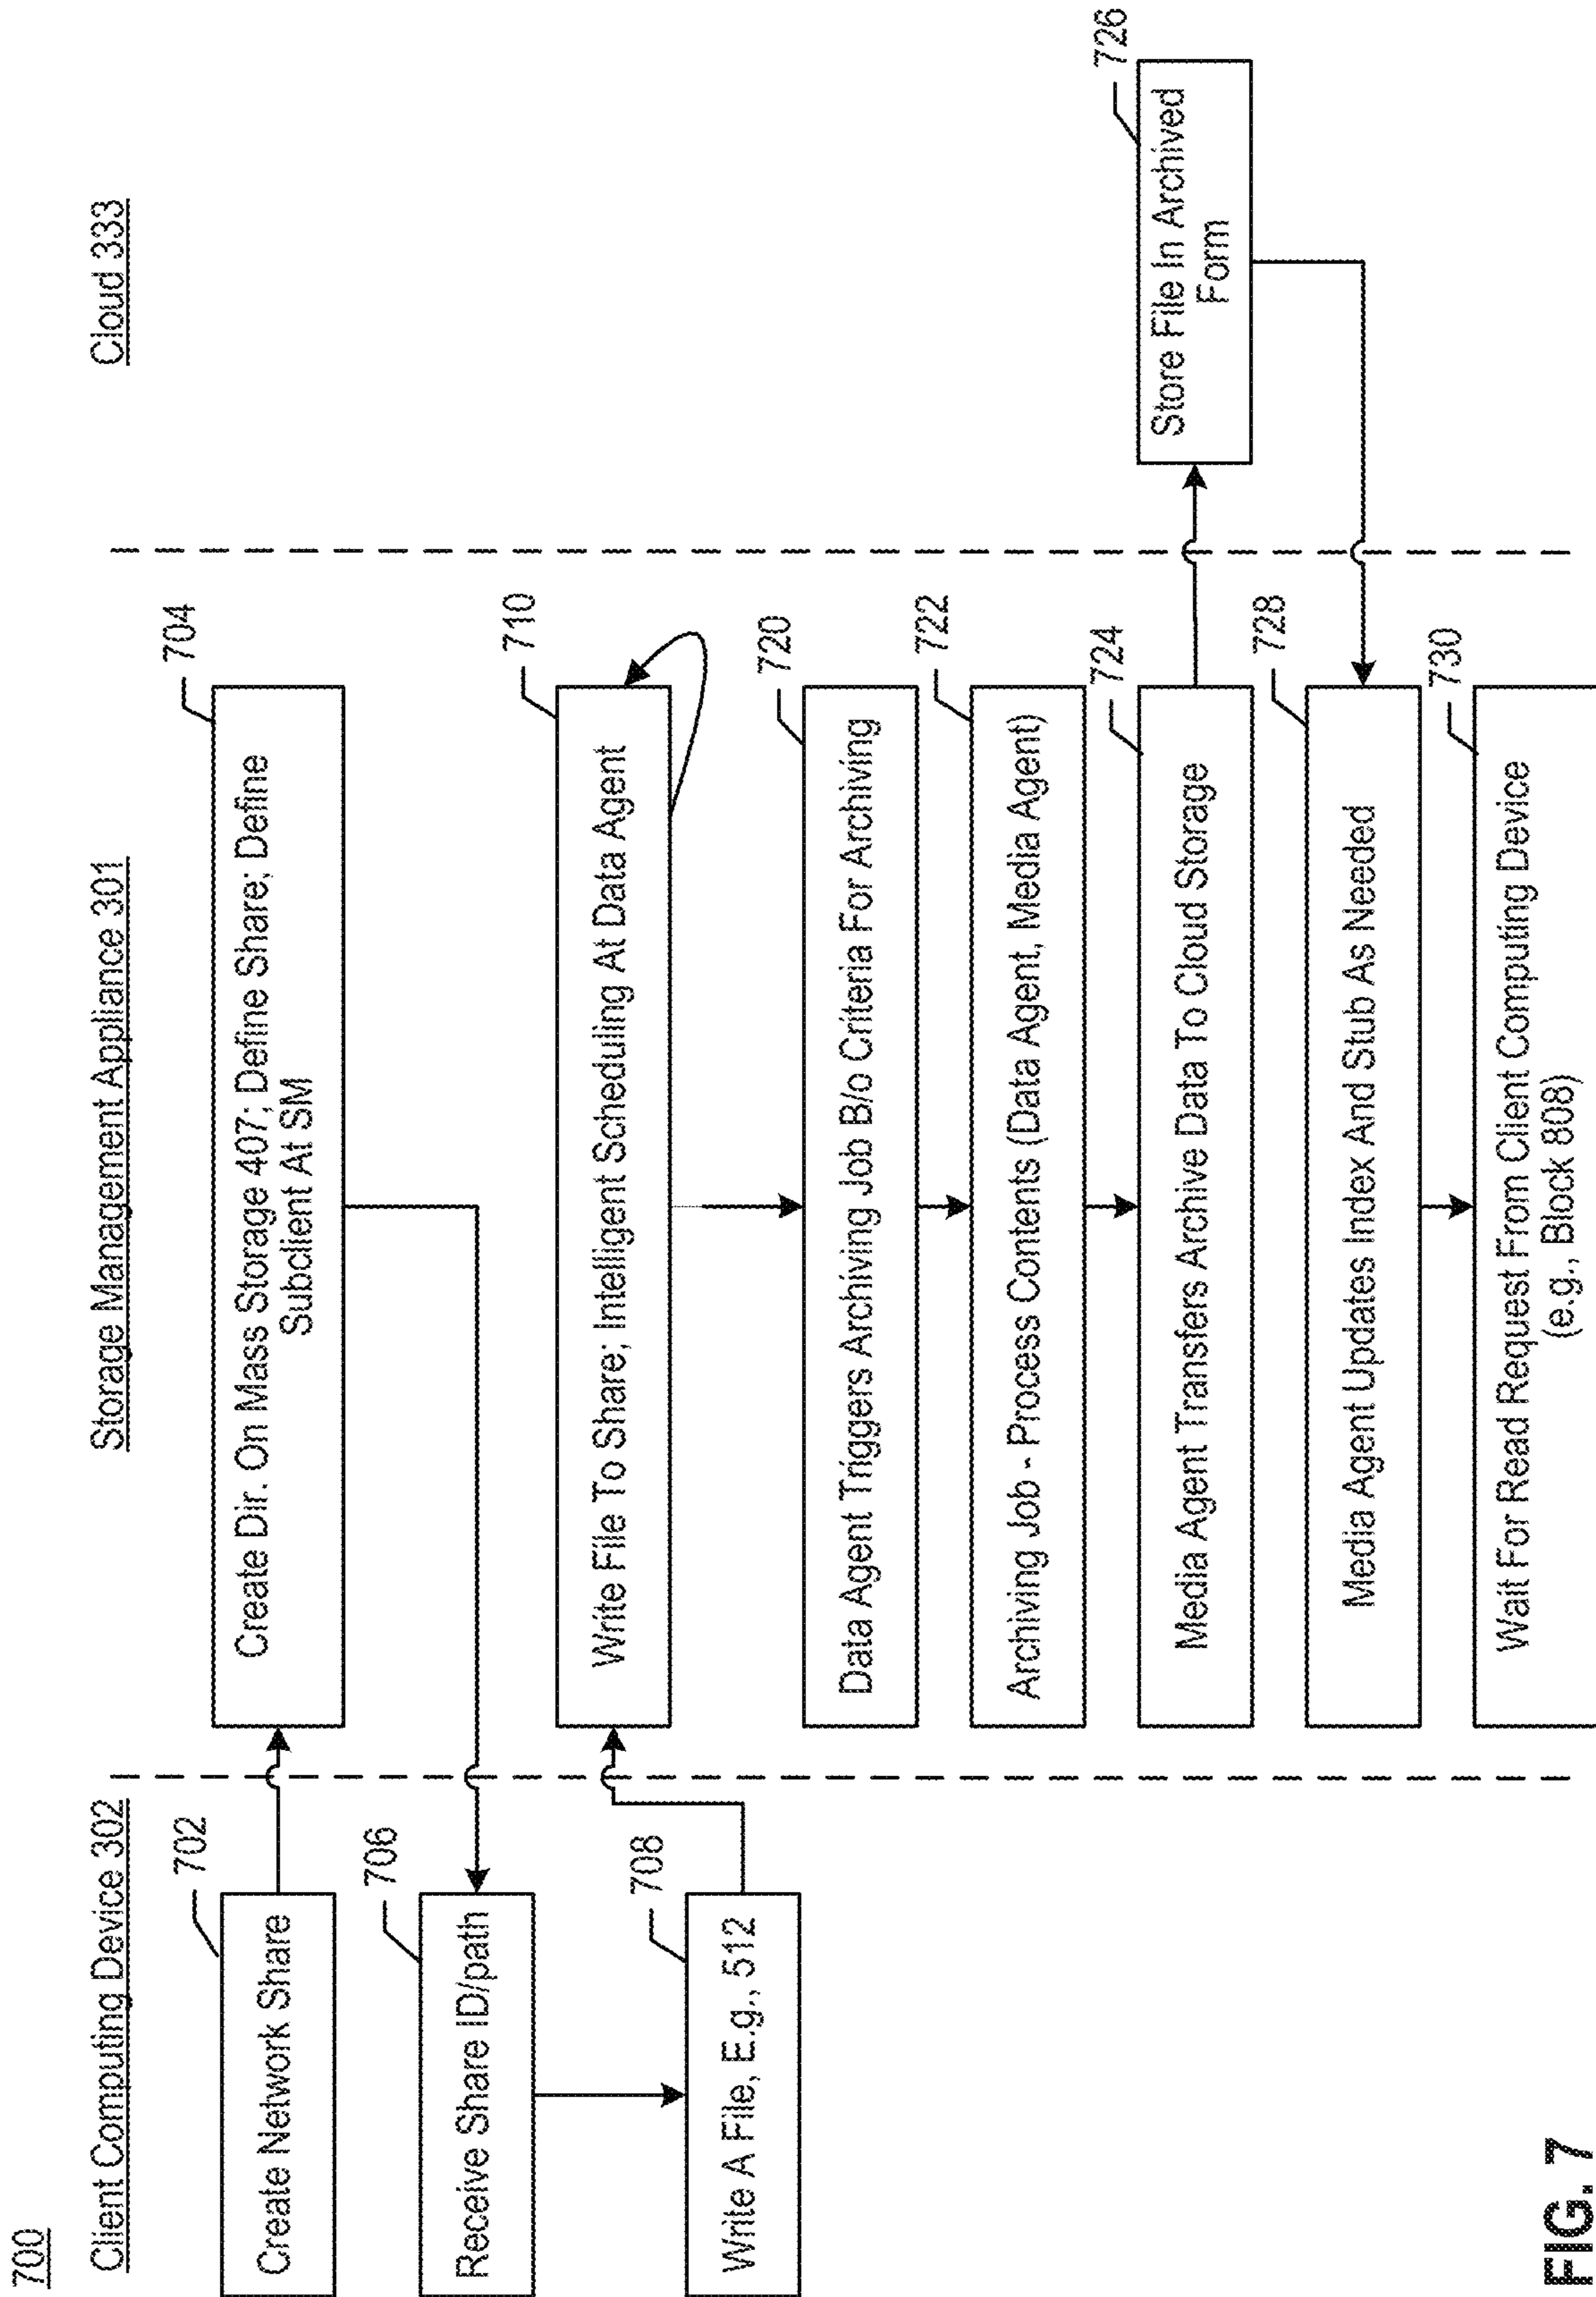 700
Client Computing Device 302
Storage Management Appliance 301
Cloud 333
702
Create Network Share
704
Create Dir. On Mass Storage 407; Define Share; Define
Subclient At SM
706
Receive Share ID/path
708
Write A File, E.g., 512
710
Write File To Share; Intelligent Scheduling At Data Agent
720
Data Agent Triggers Archiving Job B/o Criteria For Archiving
722
Archiving Job - Process Contents (Data Agent, Media Agent)
724
Media Agent Transfers Archive Data To Cloud Storage
726
Store File In Archived
Form
728
Media Agent Updates Index And Stub As Needed
730
Wait For Read Request From Client Computing Device
(e.g., Block 808)
FIG. 7